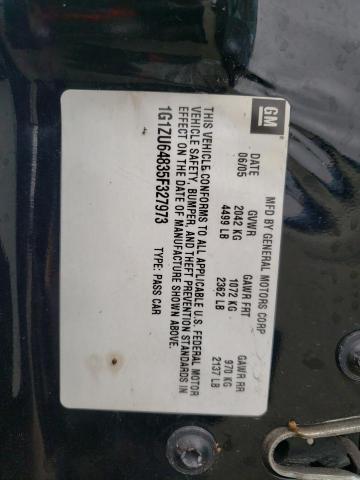 GM
MFD BY GENERAL MOTORS CORP
DATE GVWR GAWR FRT GAWR RR
06/05 2042 KG 1072 KG 970 KG
4499 LB 2362 LB 2137 LB
THIS VEHICLE CONFORMS TO ALL APPLICABLE U.S. FEDERAL MOTOR
VEHICLE SAFETY, BUMPER, AND THEFT PREVENTION STANDARDS IN
EFFECT ON THE DATE OF MANUFACTURE SHOWN ABOVE.
1G1ZU64835F327973 TYPE: PASS CAR